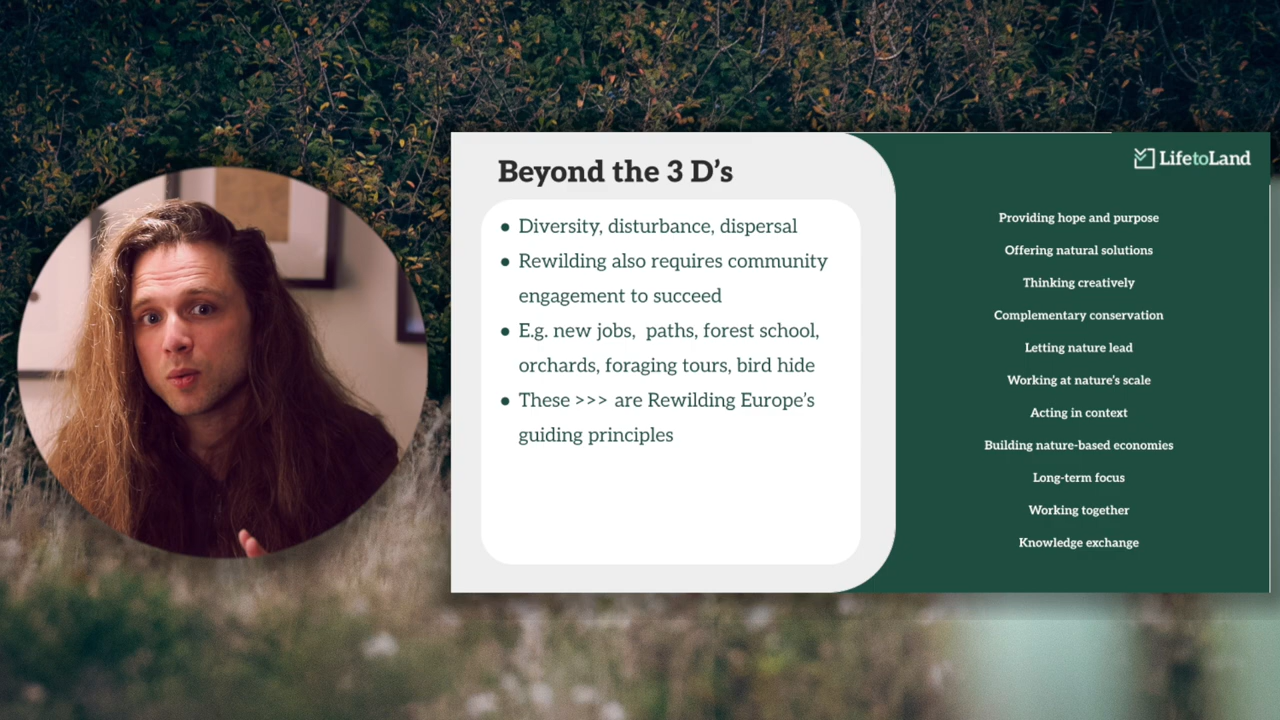 Beyond the 3 D’s
● Diversity, disturbance, dispersal
● Rewilding also requires community
engagement to succeed
● E.g. new jobs,  paths, forest school,
orchards, foraging tours, bird hide
● These >>> are Rewilding Europe’s
guiding principles
LifetoLand
Providing hope and purpose
Offering natural solutions
Thinking creatively
Complementary conservation
Letting nature lead
Working at nature’s scale
Acting in context
Building nature-based economies
Long-term focus
Working together
Knowledge exchange